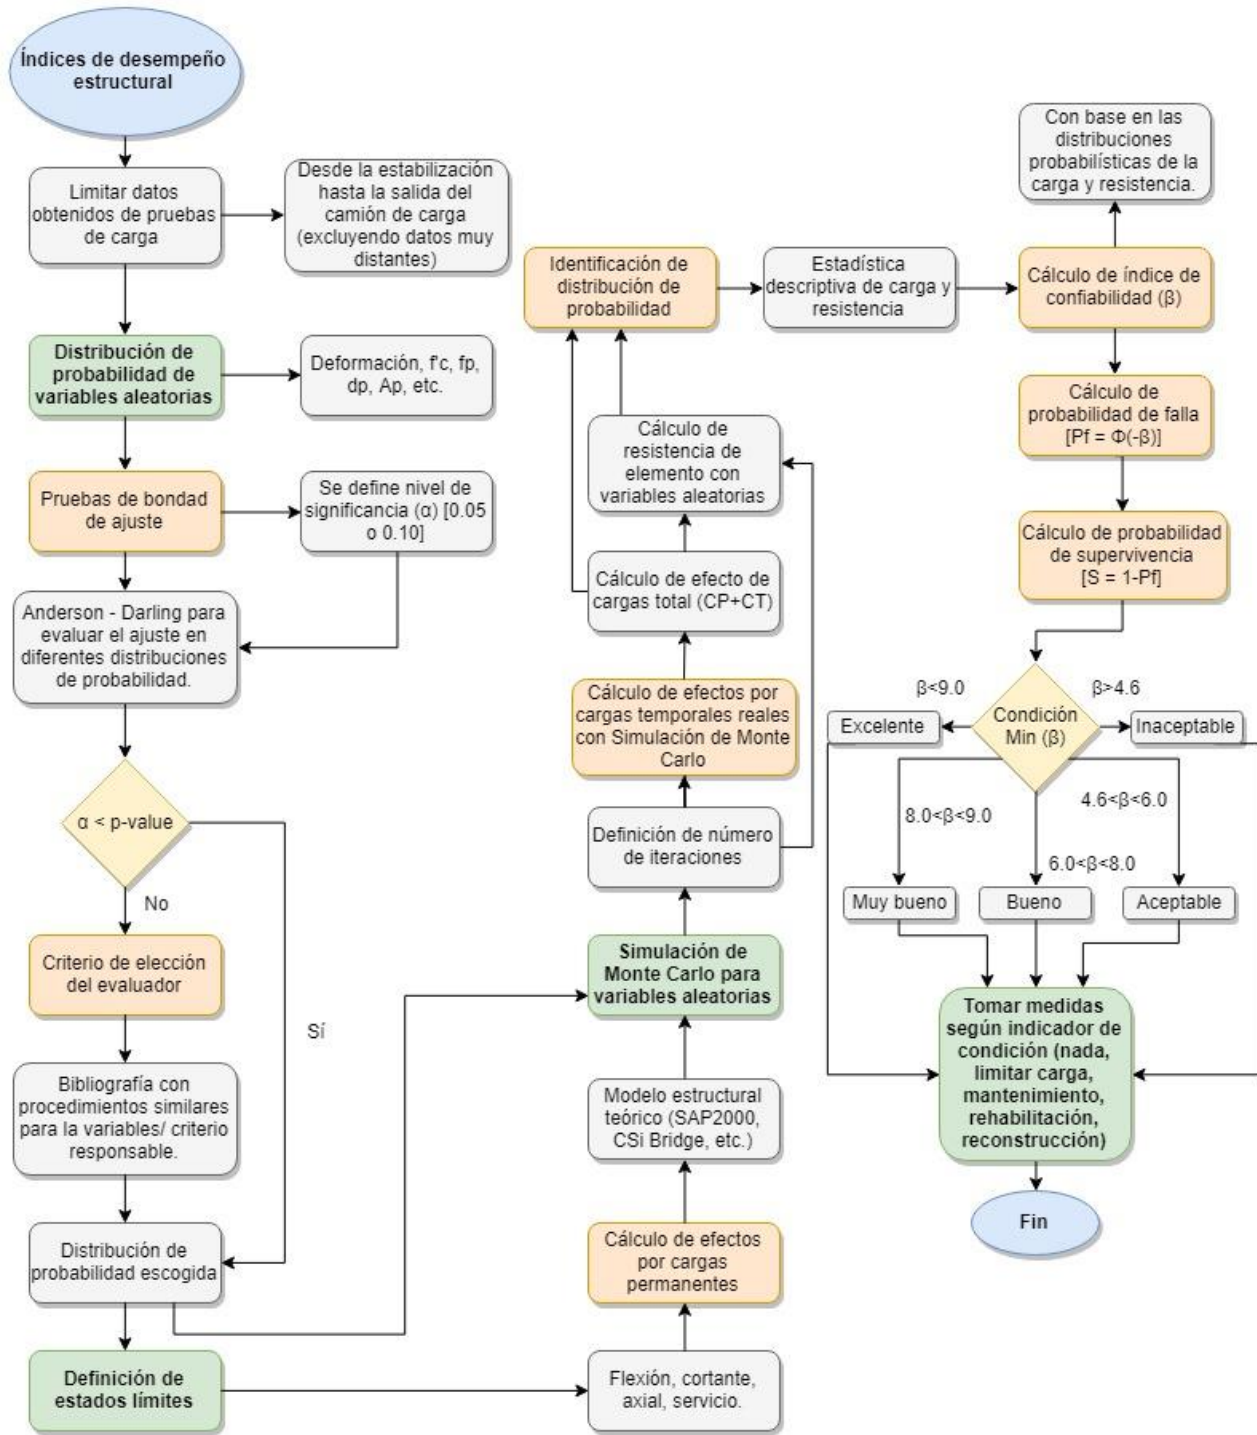 Índices de desempeño
estructural
Limitar datos
obtenidos de pruebas
de carga
Desde la estabilización
hasta la salida del
camión de carga
(excluyendo datos muy
distantes)
Distribución de
probabilidad de
variables aleatorias
Deformación, f'c, fp,
dp, Ap, etc.
Pruebas de bondad
de ajuste
Se define nivel de
significancia (α) [0.05
o 0.10]
Anderson - Darling para
evaluar el ajuste en
diferentes distribuciones
de probabilidad.
α < p-value
No
Sí
Criterio de elección
del evaluador
Bibliografía con
procedimientos similares
para la variables/ criterio
responsable.
Distribución de
probabilidad escogida
Definición de
estados límites
Flexión, cortante,
axial, servicio.
Cálculo de efectos
por cargas
permanentes
Modelo estructural
teórico (SAP2000,
CSi Bridge, etc.)
Simulación de
Monte Carlo para
variables aleatorias
Definición de número
de iteraciones
Cálculo de efectos por
cargas temporales reales
con Simulación de Monte
Carlo
Cálculo de efecto de
cargas total (CP+CT)
Cálculo de
resistencia de
elemento con
variables aleatorias
Identificación de
distribución de
probabilidad
Estadística
descriptiva de carga y
resistencia
Cálculo de índice de
confiabilidad (β)
Con base en las
distribuciones
probabilísticas de la
carga y resistencia.
Cálculo de
probabilidad de falla
[Pf = Φ(-β)]
Cálculo de probabilidad
de supervivencia
[S = 1-Pf]
Condición
Min (β)
β<9.0
Excelente
β>4.6
Inaceptable
8.0<β<9.0
Muy bueno
6.0<β<8.0
Bueno
4.6<β<6.0
Aceptable
Tomar medidas
según indicador de
condición (nada,
limitar carga,
mantenimiento,
rehabilitación,
reconstrucción)
Fin